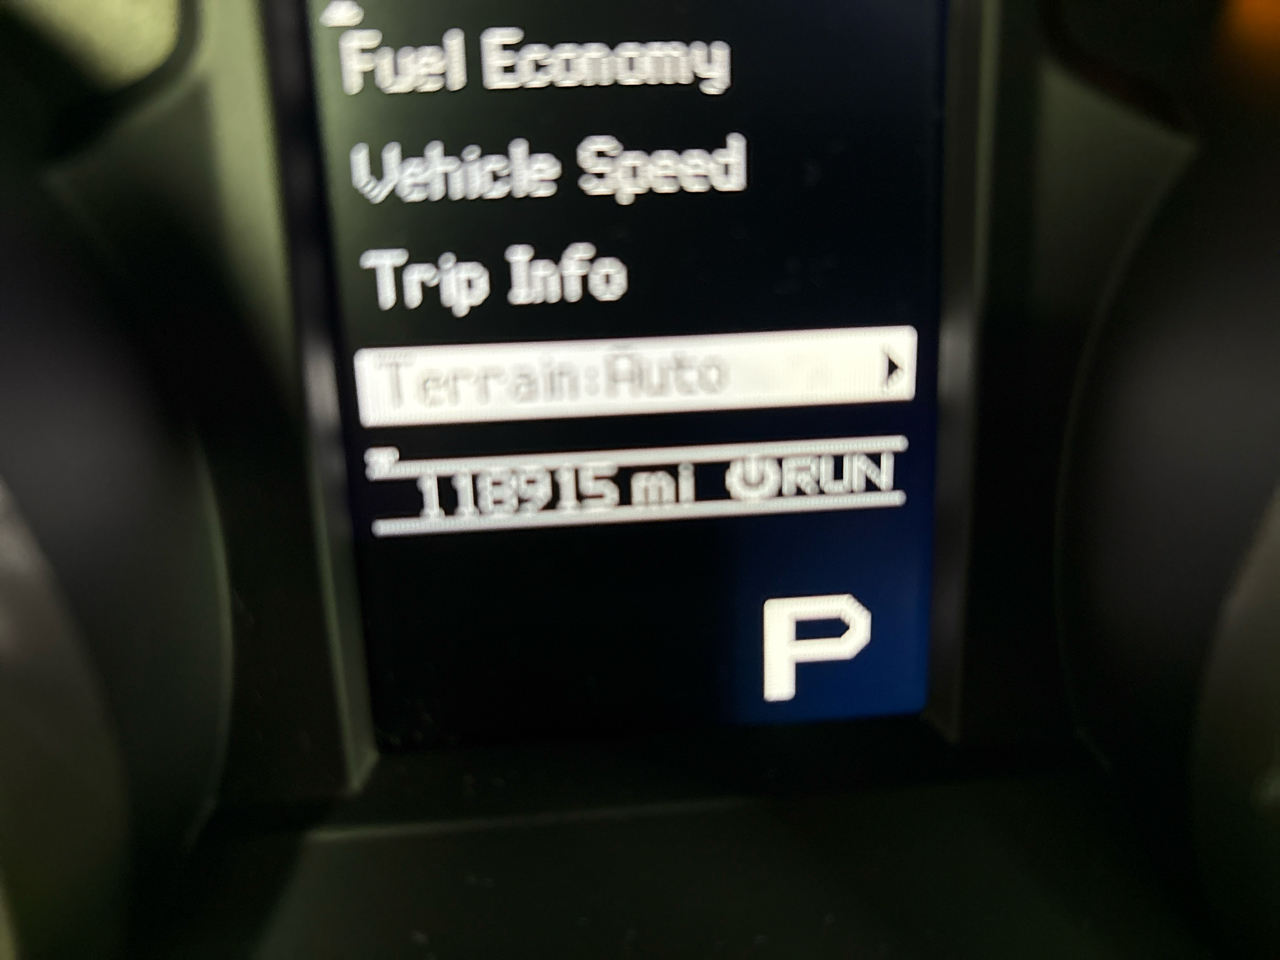 Fuel Economy
Vehicle Speed
Trip Info
Terrain:Auto
118915 mi RUN
P